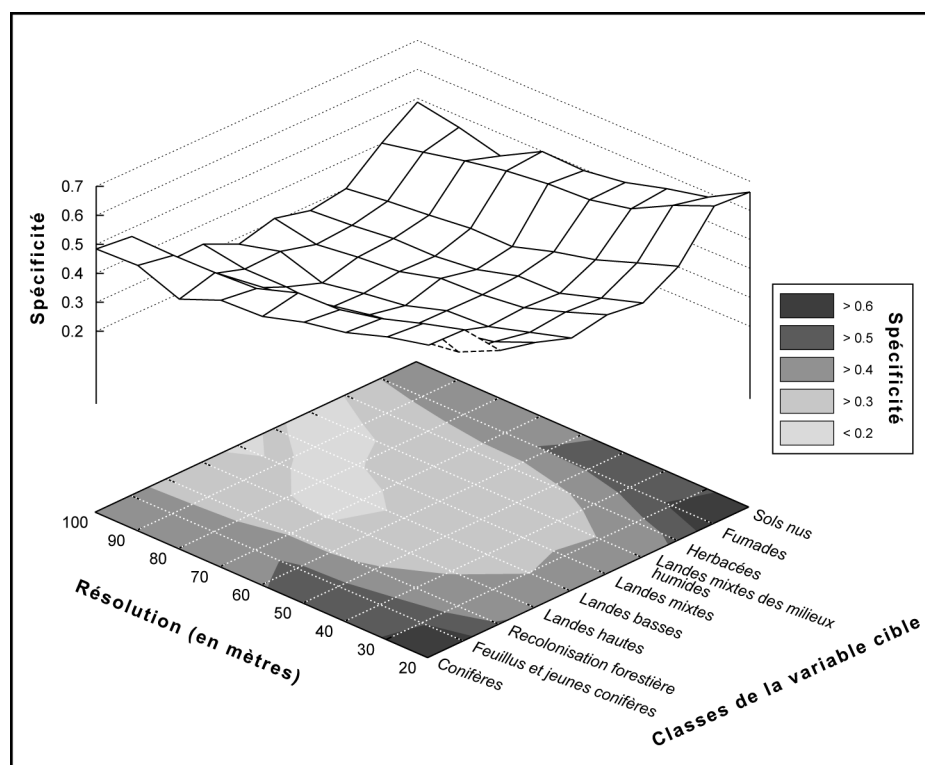 Spécificité
0.7
0.6
0.5
0.4
0.3
0.2
> 0.6
> 0.5
> 0.4
> 0.3
< 0.2
Spécificité
100
90
80
70
60
50
40
30
20
Résolution (en mètres)
Sols nus
Fumades
Herbacées
Landes mixtes des milieux
humides
Landes mixtes
Landes basses
Landes hautes
Recolonisation forestière
Feuillus et jeunes conifères
Conifères
Classes de la variable cible